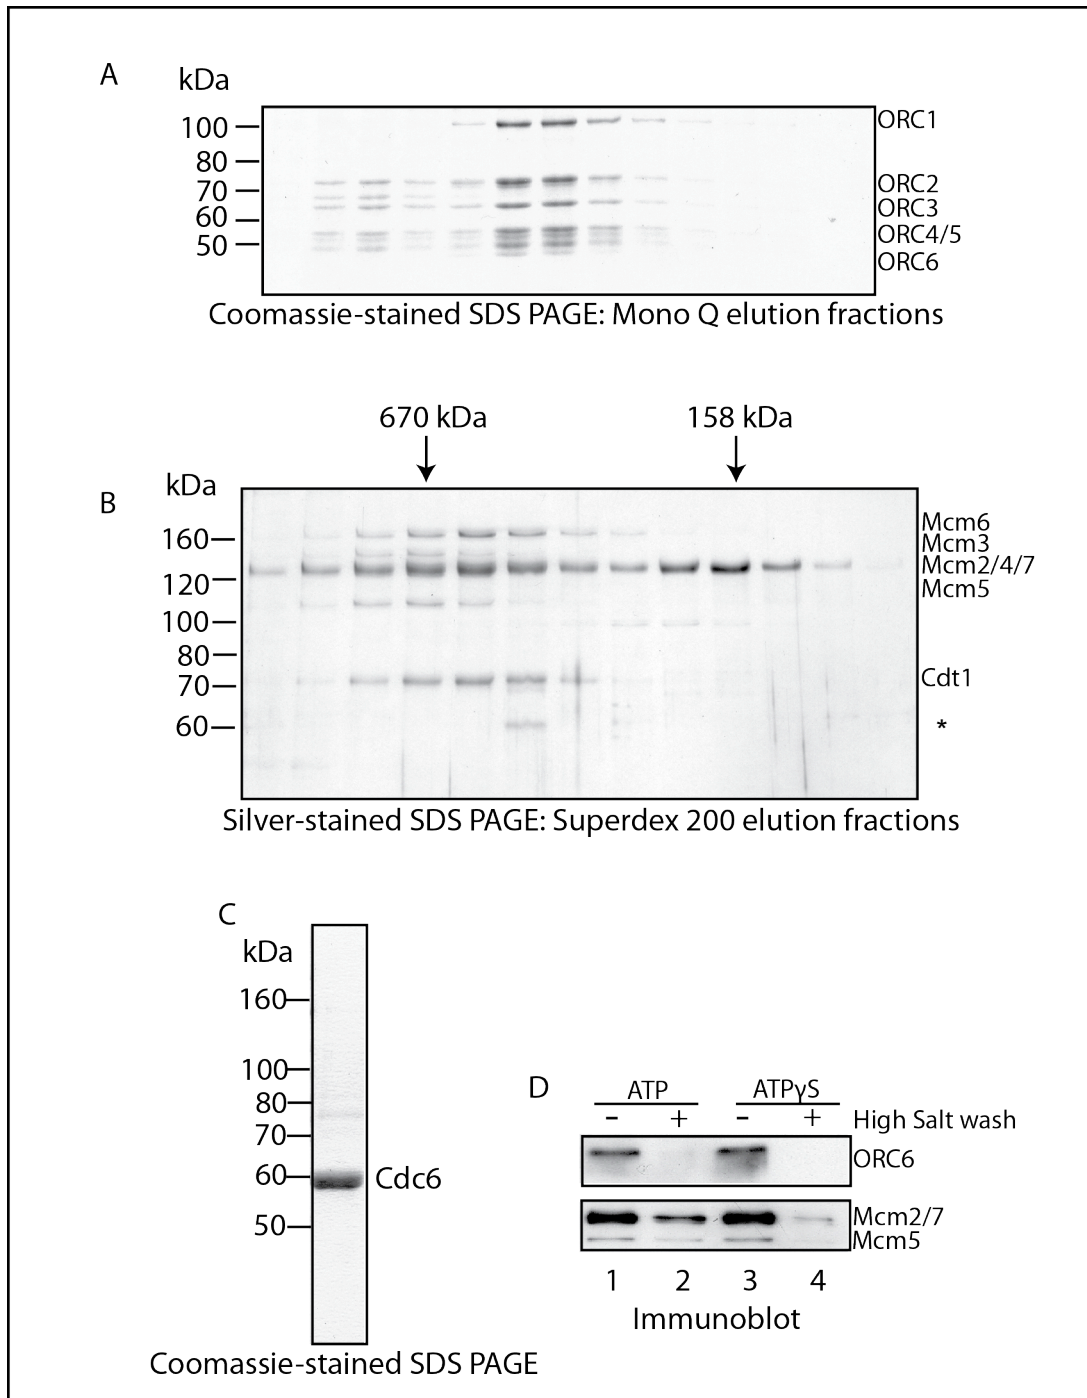 A
kDa
100
80
70
60
50
ORC1
ORC2
ORC3
ORC4/5
ORC6
Coomassie-stained SDS PAGE: Mono Q elution fractions
670 kDa
158 kDa
B
kDa
160
120
100
80
70
60
Mcm6
Mcm3
Mcm2/4/7
Mcm5
Cdt1
*
Silver-stained SDS PAGE: Superdex 200 elution fractions
C
kDa
160
100
80
70
60
50
Cdc6
Coomassie-stained SDS PAGE
D
ATP ATPγS
- + - + High Salt wash
ORC6
Mcm2/7
Mcm5
1 2 3 4
Immunoblot